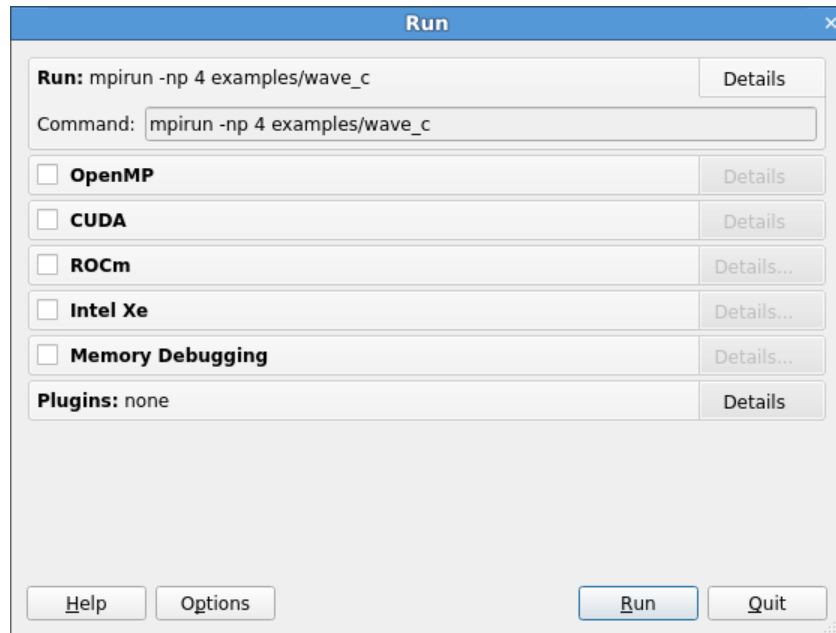 Run
Run: mpirun -np 4 examples/wave_c Details
Command: mpirun -np 4 examples/wave_c
OpenMP Details
CUDA Details
ROCm Details...
Intel Xe Details...
Memory Debugging Details...
Plugins: none Details
Help Options Run Quit